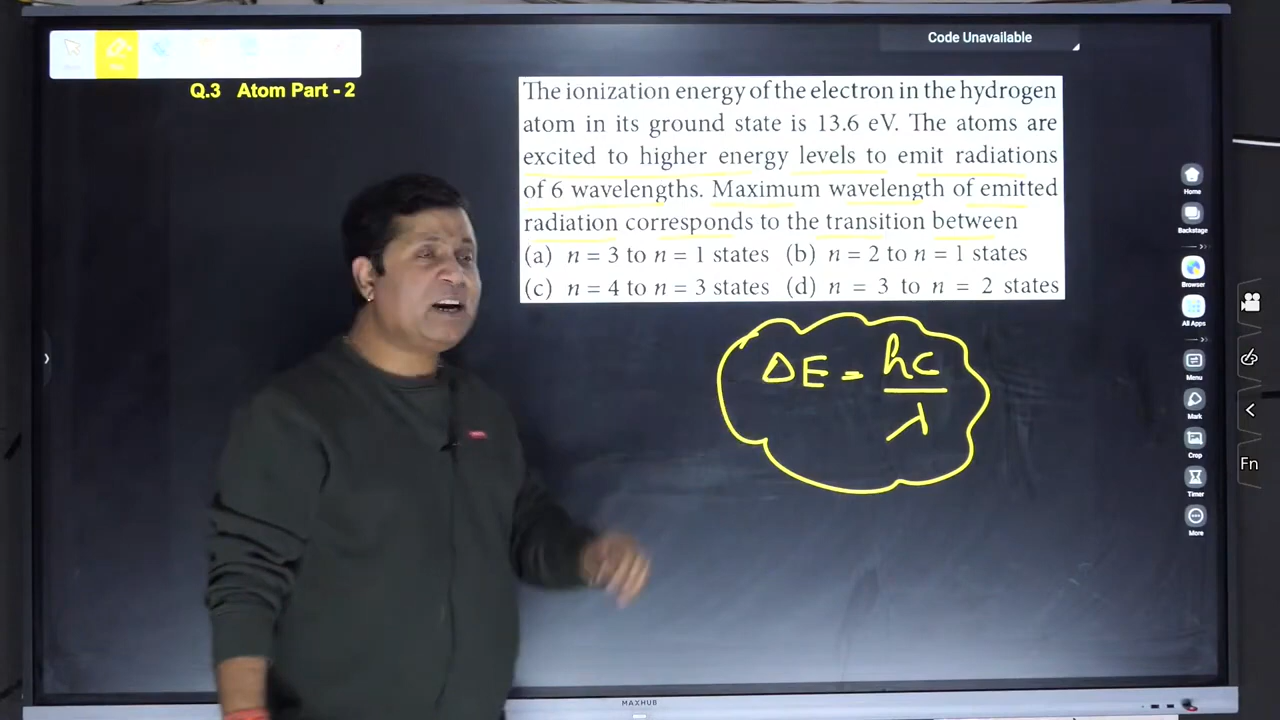 Code Unavailable
Q.3 Atom Part - 2
The ionization energy of the electron in the hydrogen
atom in its ground state is 13.6 eV. The atoms are
excited to higher energy levels to emit radiations
of 6 wavelengths. Maximum wavelength of emitted
radiation corresponds to the transition between
(a) n = 3 to n = 1 states (b) n = 2 to n = 1 states
(c) n = 4 to n = 3 states (d) n = 3 to n = 2 states
ΔE = hc
λ
Home
Backstage
Browser
All Apps
Menu
Mark
Crop
Timer
More
Fn
MAXHUB